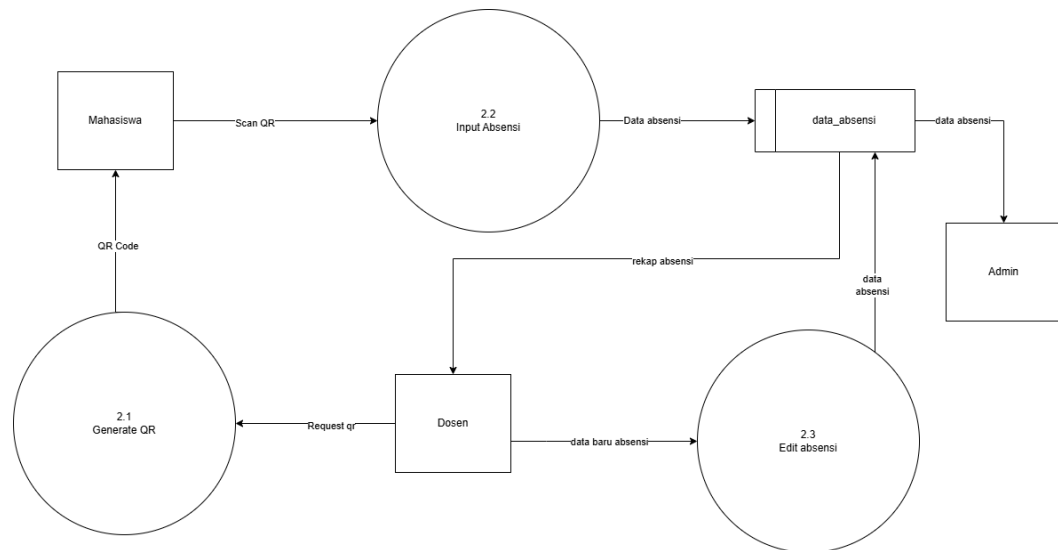 2.2
Input Absensi
Mahasiswa
Scan QR
Data absensi
data_absensi
data absensi
QR Code
rekap absensi
data
absensi
Admin
2.1
Generate QR
Request qr
Dosen
data baru absensi
2.3
Edit absensi